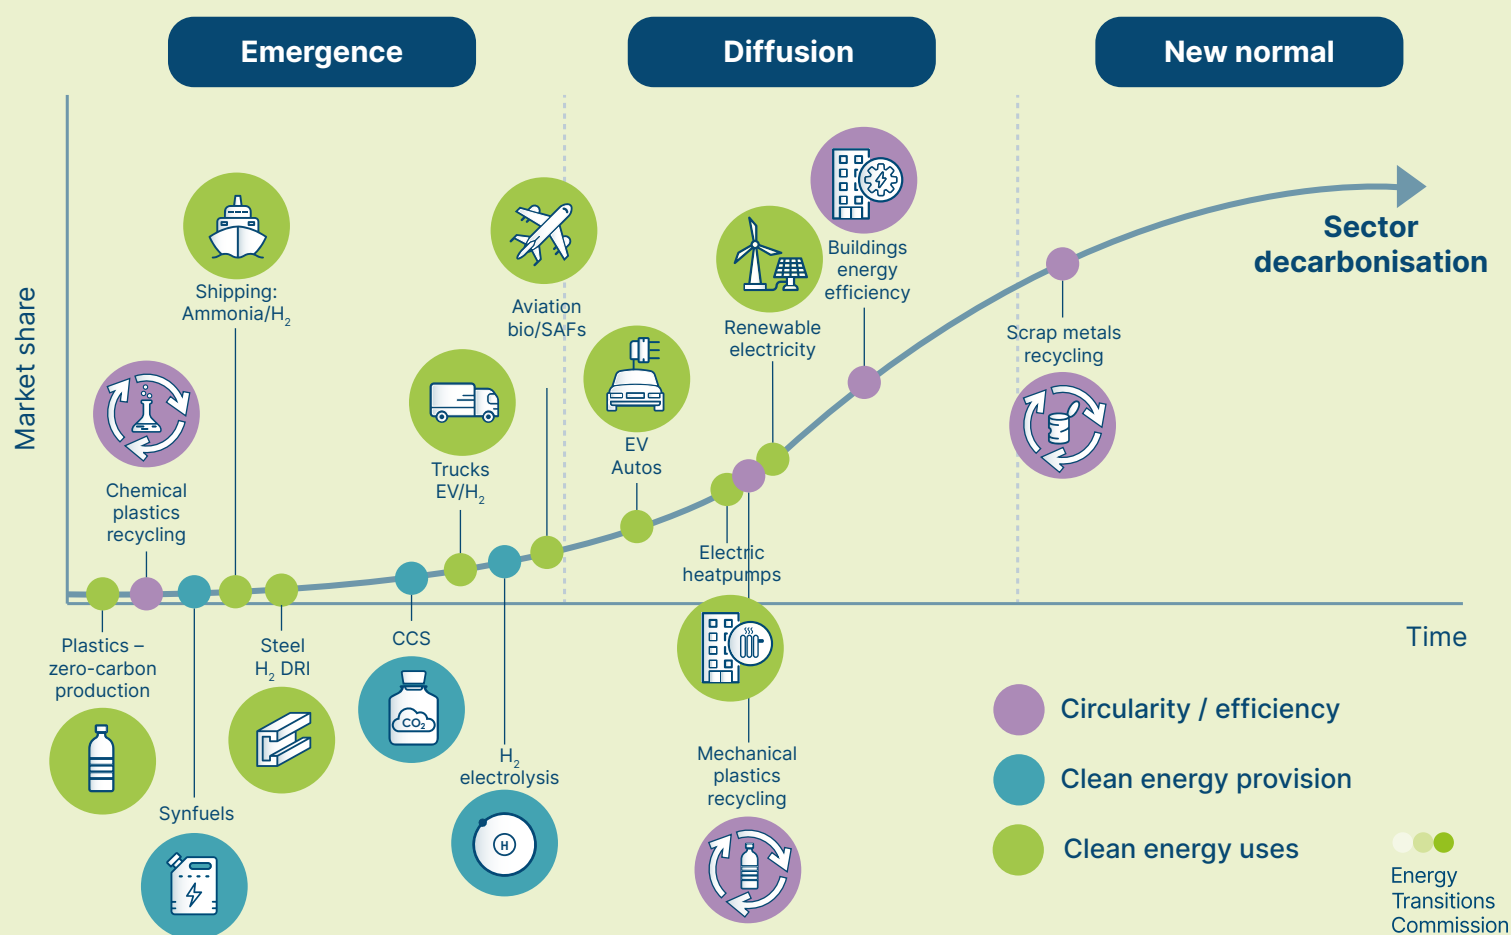 Emergence
Diffusion
New normal
Market share
Shipping:
Ammonia/H₂
Chemical
plastics
recycling
Trucks
EV/H₂
Aviation
bio/SAFs
EV
Autos
Renewable
electricity
Buildings
energy
efficiency
Sector
decarbonisation
Scrap metals
recycling
Electric
heatpumps
Plastics –
zero-carbon
production
Synfuels
Steel
H₂ DRI
CCS
CO₂
H₂
electrolysis
H
Mechanical
plastics
recycling
Time
Circularity / efficiency
Clean energy provision
Clean energy uses
Energy
Transitions
Commission